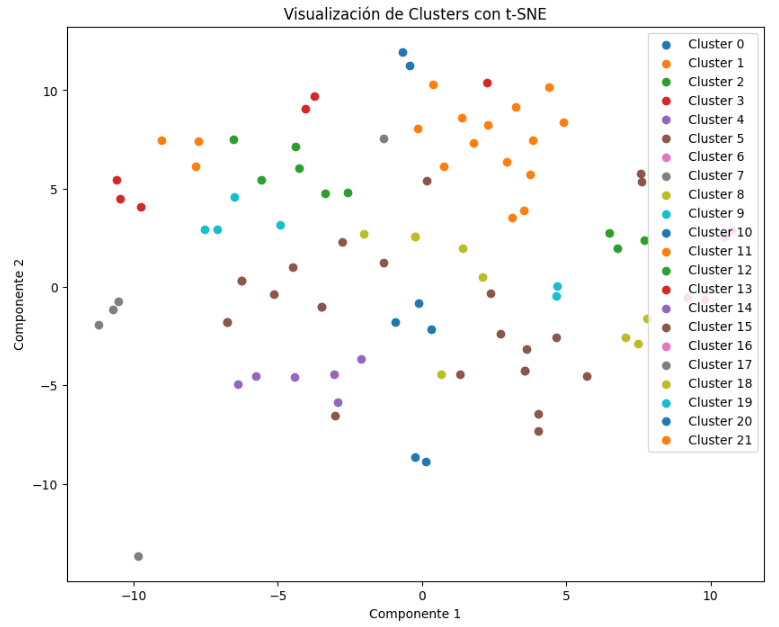 Visualización de Clusters con t-SNE
Cluster 0
Cluster 1
Cluster 2
Cluster 3
Cluster 4
Cluster 5
Cluster 6
Cluster 7
Cluster 8
Cluster 9
Cluster 10
Cluster 11
Cluster 12
Cluster 13
Cluster 14
Cluster 15
Cluster 16
Cluster 17
Cluster 18
Cluster 19
Cluster 20
Cluster 21
Componente 2
10
5
0
−5
−10
−10
−5
0
5
10
Componente 1